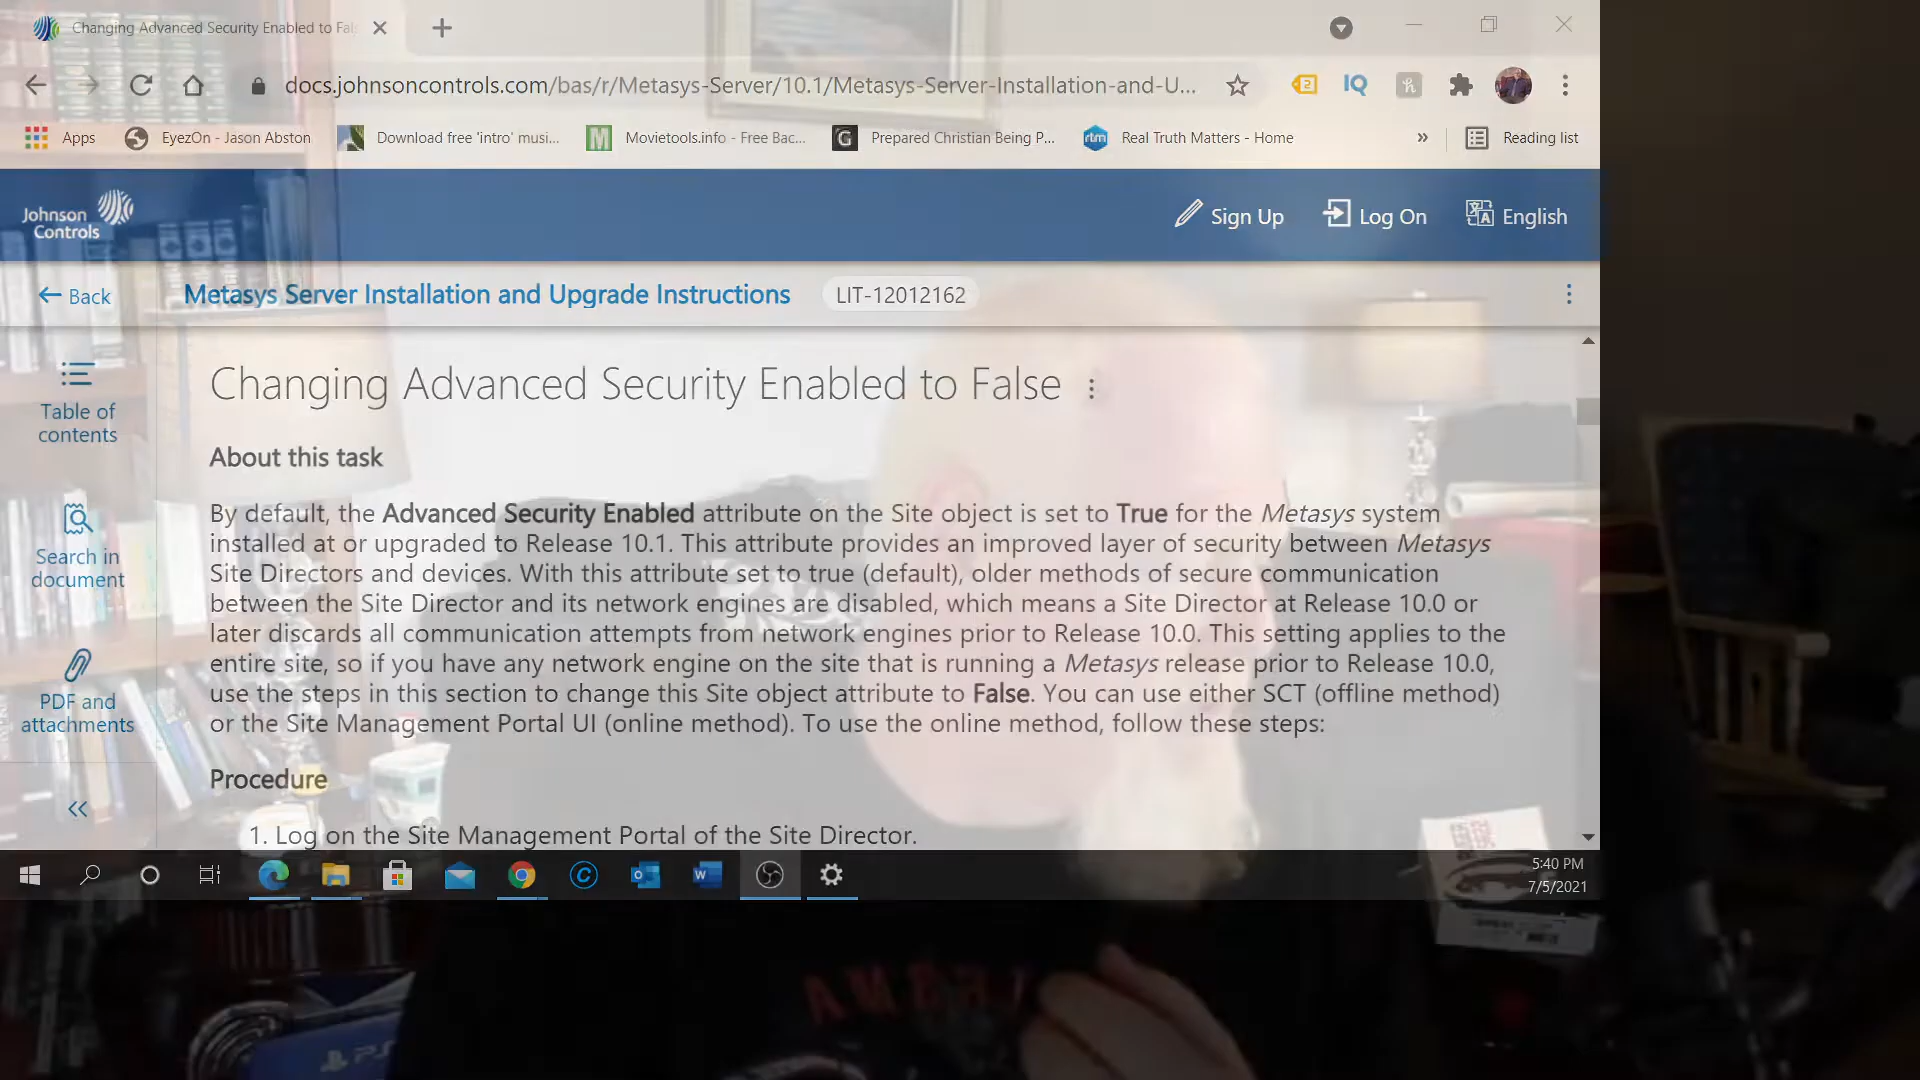 Changing Advanced Security Enabled to Fal
docs.johnsoncontrols.com/bas/r/Metasys-Server/10.1/Metasys-Server-Installation-and-U...
Apps
EyezOn - Jason Abston
Download free 'intro' musi...
Movietools.info - Free Bac...
Prepared Christian Being P...
Real Truth Matters - Home
»
Reading list
Johnson
Controls
Sign Up
Log On
English
Back
Metasys Server Installation and Upgrade Instructions
LIT-12012162
Table of
contents
Search in
document
PDF and
attachments
Changing Advanced Security Enabled to False
About this task
By default, the Advanced Security Enabled attribute on the Site object is set to True for the Metasys system
installed at or upgraded to Release 10.1. This attribute provides an improved layer of security between Metasys
Site Directors and devices. With this attribute set to true (default), older methods of secure communication
between the Site Director and its network engines are disabled, which means a Site Director at Release 10.0 or
later discards all communication attempts from network engines prior to Release 10.0. This setting applies to the
entire site, so if you have any network engine on the site that is running a Metasys release prior to Release 10.0,
use the steps in this section to change this Site object attribute to False. You can use either SCT (offline method)
or the Site Management Portal UI (online method). To use the online method, follow these steps:
Procedure
1. Log on the Site Management Portal of the Site Director.
5:40 PM
7/5/2021